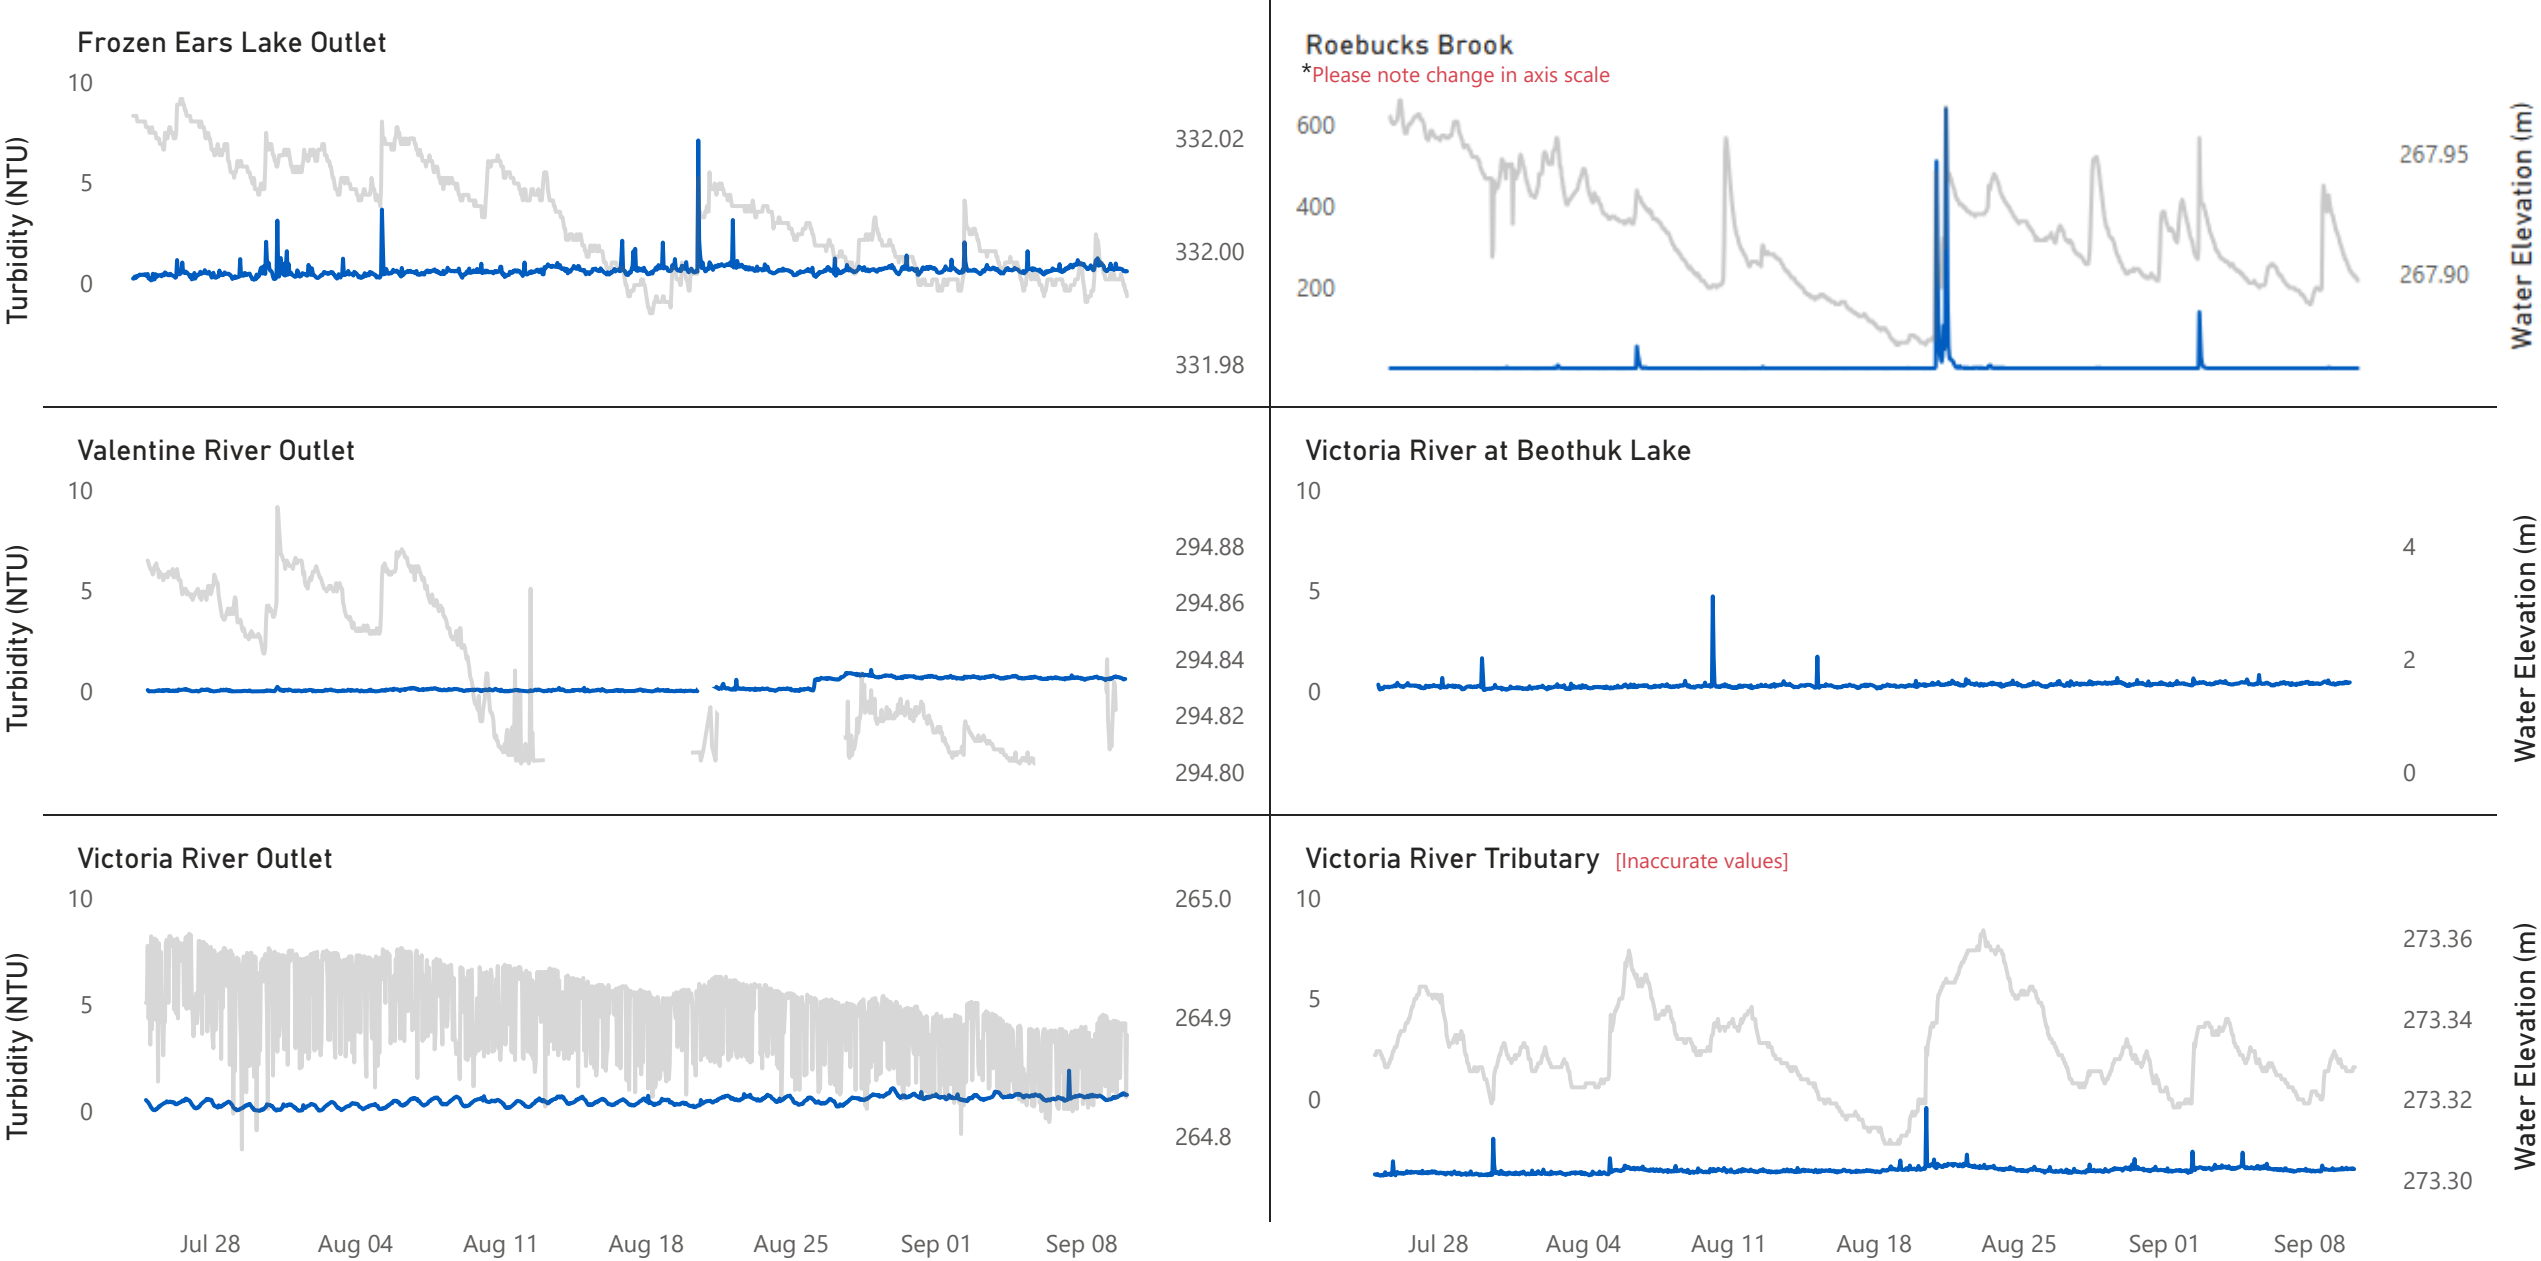 Frozen Ears Lake Outlet
10
5
0
Turbidity (NTU)
332.02
332.00
331.98
Roebucks Brook
*Please note change in axis scale
600
400
200
267.95
267.90
Water Elevation (m)
Valentine River Outlet
10
5
0
Turbidity (NTU)
294.88
294.86
294.84
294.82
294.80
Victoria River at Beothuk Lake
10
5
0
4
2
0
Water Elevation (m)
Victoria River Outlet
10
5
0
Turbidity (NTU)
265.0
264.9
264.8
Victoria River Tributary [Inaccurate values]
10
5
0
273.36
273.34
273.32
273.30
Water Elevation (m)
Jul 28 Aug 04 Aug 11 Aug 18 Aug 25 Sep 01 Sep 08
Jul 28 Aug 04 Aug 11 Aug 18 Aug 25 Sep 01 Sep 08